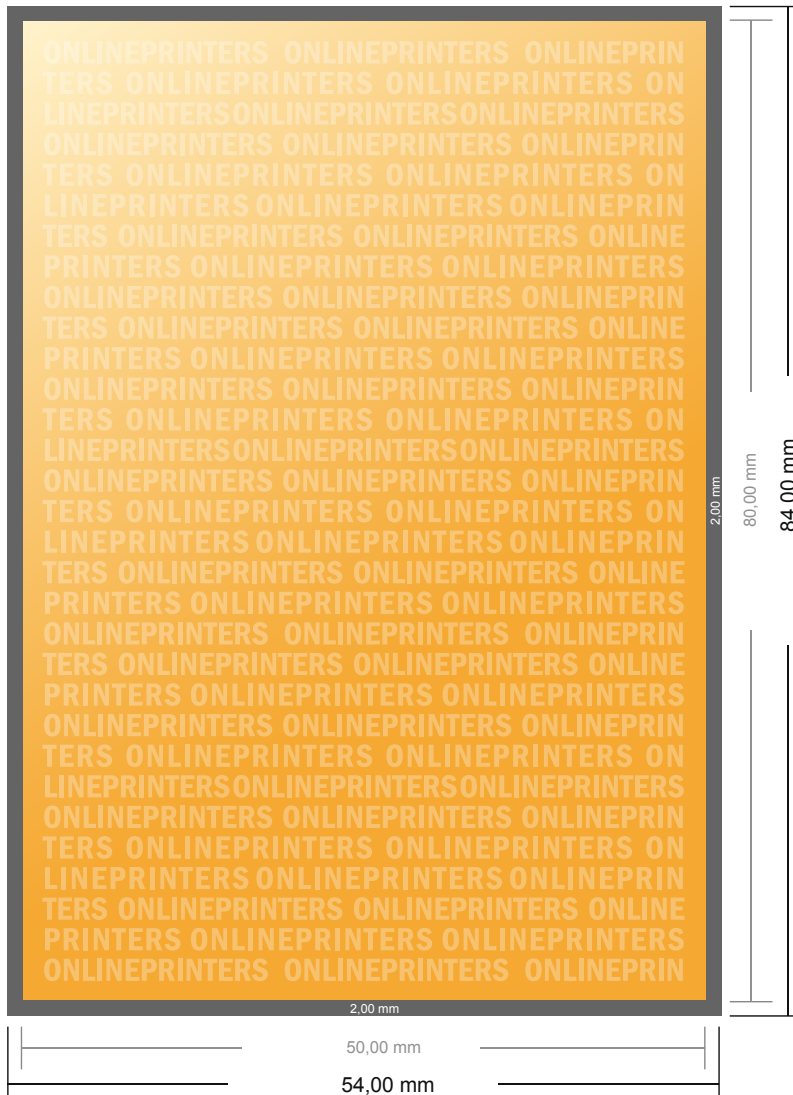 ONLINEPRINTERS ONLINEPRINTERS ONLINEPRIN
TERS ONLINEPRINTERS ONLINEPRINTERS ON
LINEPRINTERSONLINEPRINTERSONLINEPRINTERS
ONLINEPRINTERS ONLINEPRINTERS ONLINEPRIN
TERS ONLINEPRINTERS ONLINEPRINTERS ON
LINEPRINTERS ONLINEPRINTERS ONLINEPRIN
TERS ONLINEPRINTERS ONLINEPRINTERS ONLINE
PRINTERS ONLINEPRINTERS ONLINEPRINTERS
ONLINEPRINTERS ONLINEPRINTERS ONLINEPRIN
TERS ONLINEPRINTERS ONLINEPRINTERS ONLINE
PRINTERS ONLINEPRINTERS ONLINEPRINTERS
ONLINEPRINTERS ONLINEPRINTERS ONLINEPRIN
TERS ONLINEPRINTERS ONLINEPRINTERS ON
LINEPRINTERSONLINEPRINTERSONLINEPRINTERS
ONLINEPRINTERS ONLINEPRINTERS ONLINEPRIN
TERS ONLINEPRINTERS ONLINEPRINTERS ON
LINEPRINTERS ONLINEPRINTERS ONLINEPRIN
TERS ONLINEPRINTERS ONLINEPRINTERS ONLINE
PRINTERS ONLINEPRINTERS ONLINEPRINTERS
ONLINEPRINTERS ONLINEPRINTERS ONLINEPRIN
TERS ONLINEPRINTERS ONLINEPRINTERS ONLINE
PRINTERS ONLINEPRINTERS ONLINEPRINTERS
ONLINEPRINTERS ONLINEPRINTERS ONLINEPRIN
TERS ONLINEPRINTERS ONLINEPRINTERS ON
LINEPRINTERSONLINEPRINTERSONLINEPRINTERS
ONLINEPRINTERS ONLINEPRINTERS ONLINEPRIN
TERS ONLINEPRINTERS ONLINEPRINTERS ON
LINEPRINTERS ONLINEPRINTERS ONLINEPRIN
TERS ONLINEPRINTERS ONLINEPRINTERS ONLINE
PRINTERS ONLINEPRINTERS ONLINEPRINTERS
ONLINEPRINTERS ONLINEPRINTERS ONLINEPRIN
2,00 mm
80,00 mm
84,00 mm
2,00 mm
50,00 mm
54,00 mm